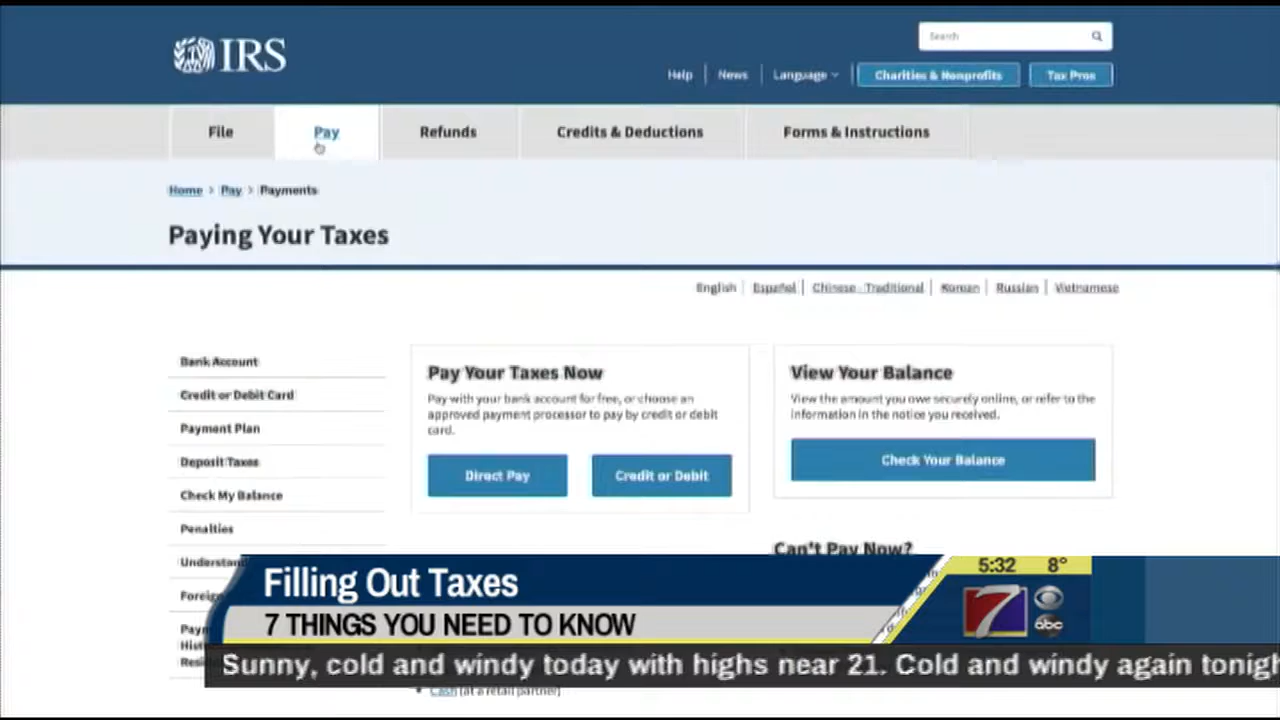 IRS
Search
Help
News
Language
Charities & Nonprofits
Tax Pros
File
Pay
Refunds
Credits & Deductions
Forms & Instructions
Home > Pay > Payments
Paying Your Taxes
English
Español
Chinese - Traditional
Korean
Russian
Vietnamese
Bank Account
Credit or Debit Card
Payment Plan
Deposit Taxes
Check My Balance
Penalties
Pay Your Taxes Now
Pay with your bank account for free, or choose an
approved payment processor to pay by credit or debit
card.
Direct Pay
Credit or Debit
View Your Balance
View the amount you owe securely online, or refer to the
information in the notice you received.
Check Your Balance
Can't Pay Now?
Filling Out Taxes
7 THINGS YOU NEED TO KNOW
5:32 8°
7
abc
Sunny, cold and windy today with highs near 21. Cold and windy again tonigh
Cash (at a retail partner)